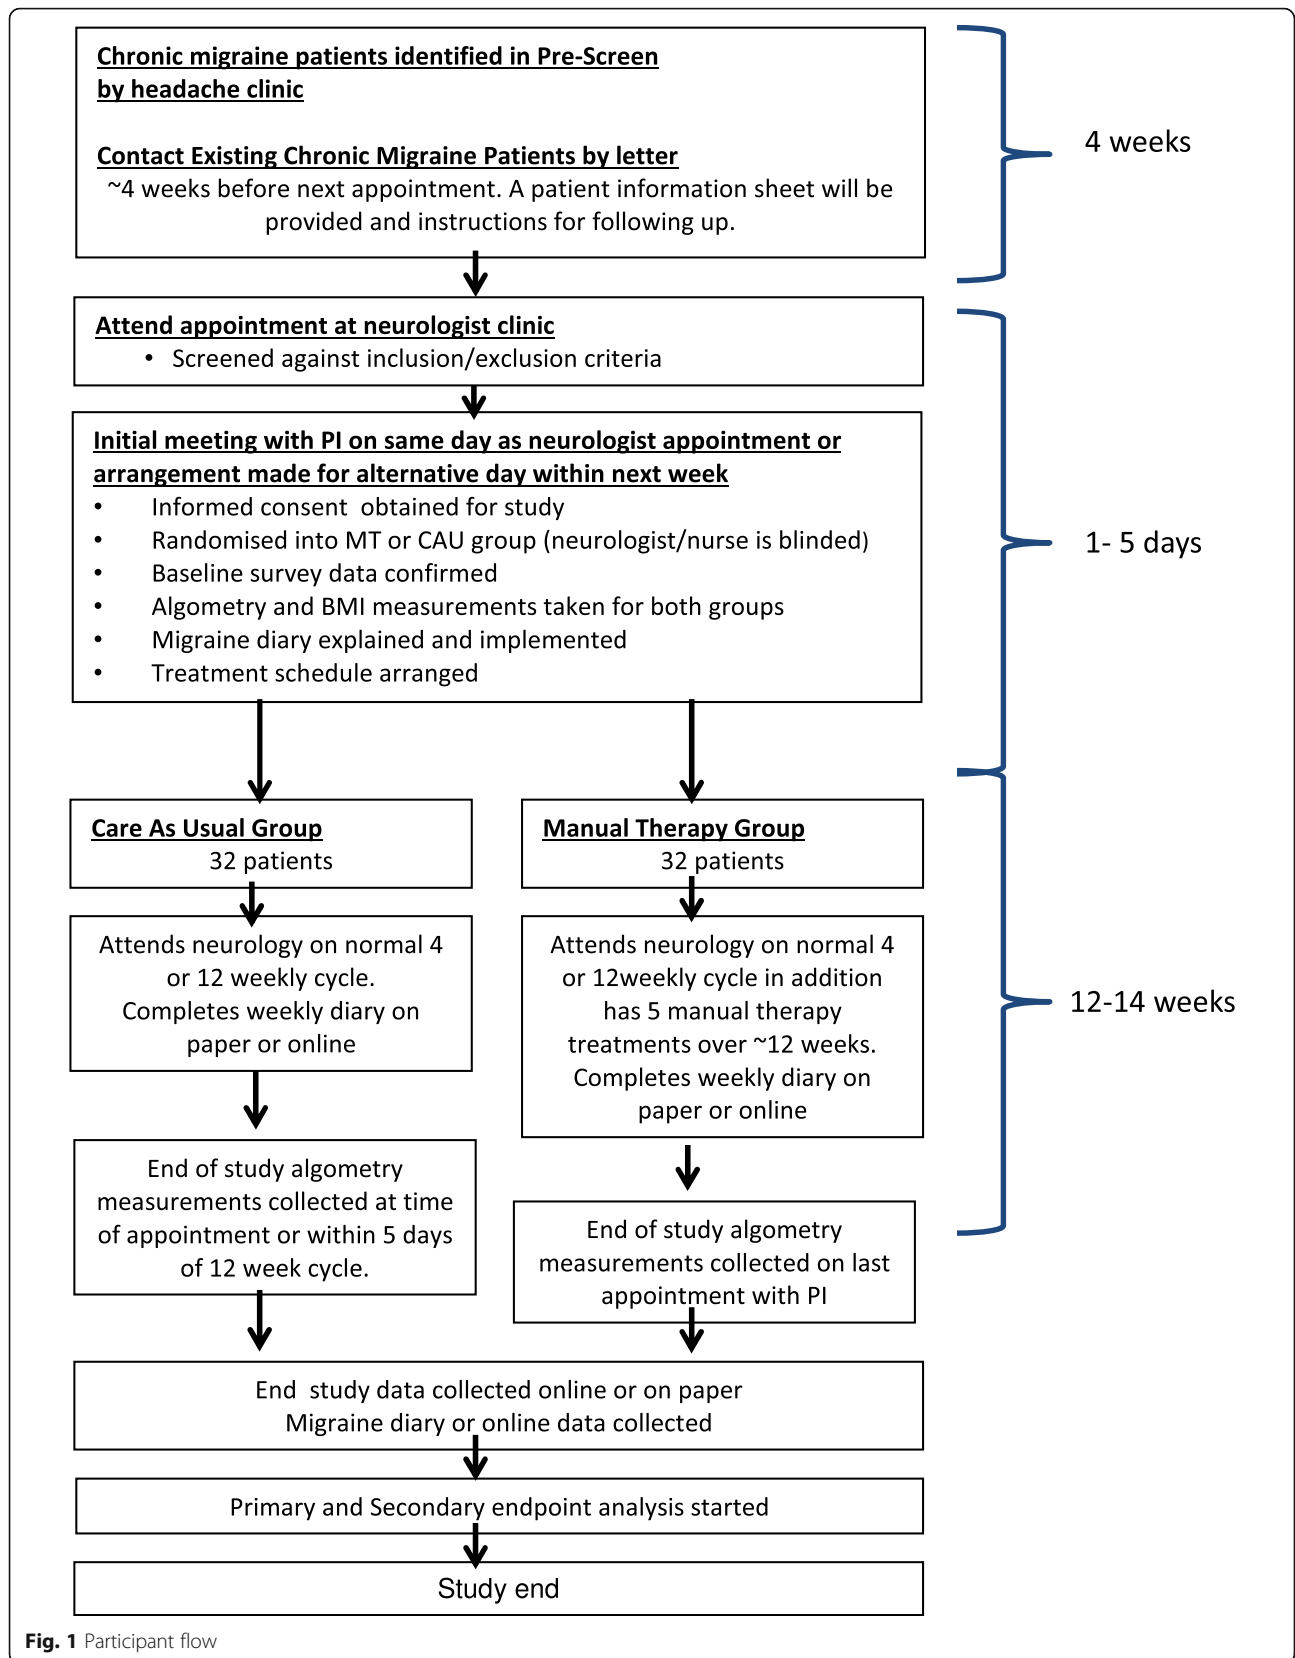 Chronic migraine patients identified in Pre-Screen
by headache clinic
Contact Existing Chronic Migraine Patients by letter
~4 weeks before next appointment. A patient information sheet will be
provided and instructions for following up.
4 weeks
Attend appointment at neurologist clinic
• Screened against inclusion/exclusion criteria
Initial meeting with PI on same day as neurologist appointment or
arrangement made for alternative day within next week
• Informed consent obtained for study
• Randomised into MT or CAU group (neurologist/nurse is blinded)
• Baseline survey data confirmed
• Algometry and BMI measurements taken for both groups
• Migraine diary explained and implemented
• Treatment schedule arranged
1- 5 days
Care As Usual Group
32 patients
Manual Therapy Group
32 patients
Attends neurology on normal 4
or 12 weekly cycle.
Completes weekly diary on
paper or online
Attends neurology on normal 4
or 12weekly cycle in addition
has 5 manual therapy
treatments over ~12 weeks.
Completes weekly diary on
paper or online
12-14 weeks
End of study algometry
measurements collected at time
of appointment or within 5 days
of 12 week cycle.
End of study algometry
measurements collected on last
appointment with PI
End study data collected online or on paper
Migraine diary or online data collected
Primary and Secondary endpoint analysis started
Study end
Fig. 1 Participant flow